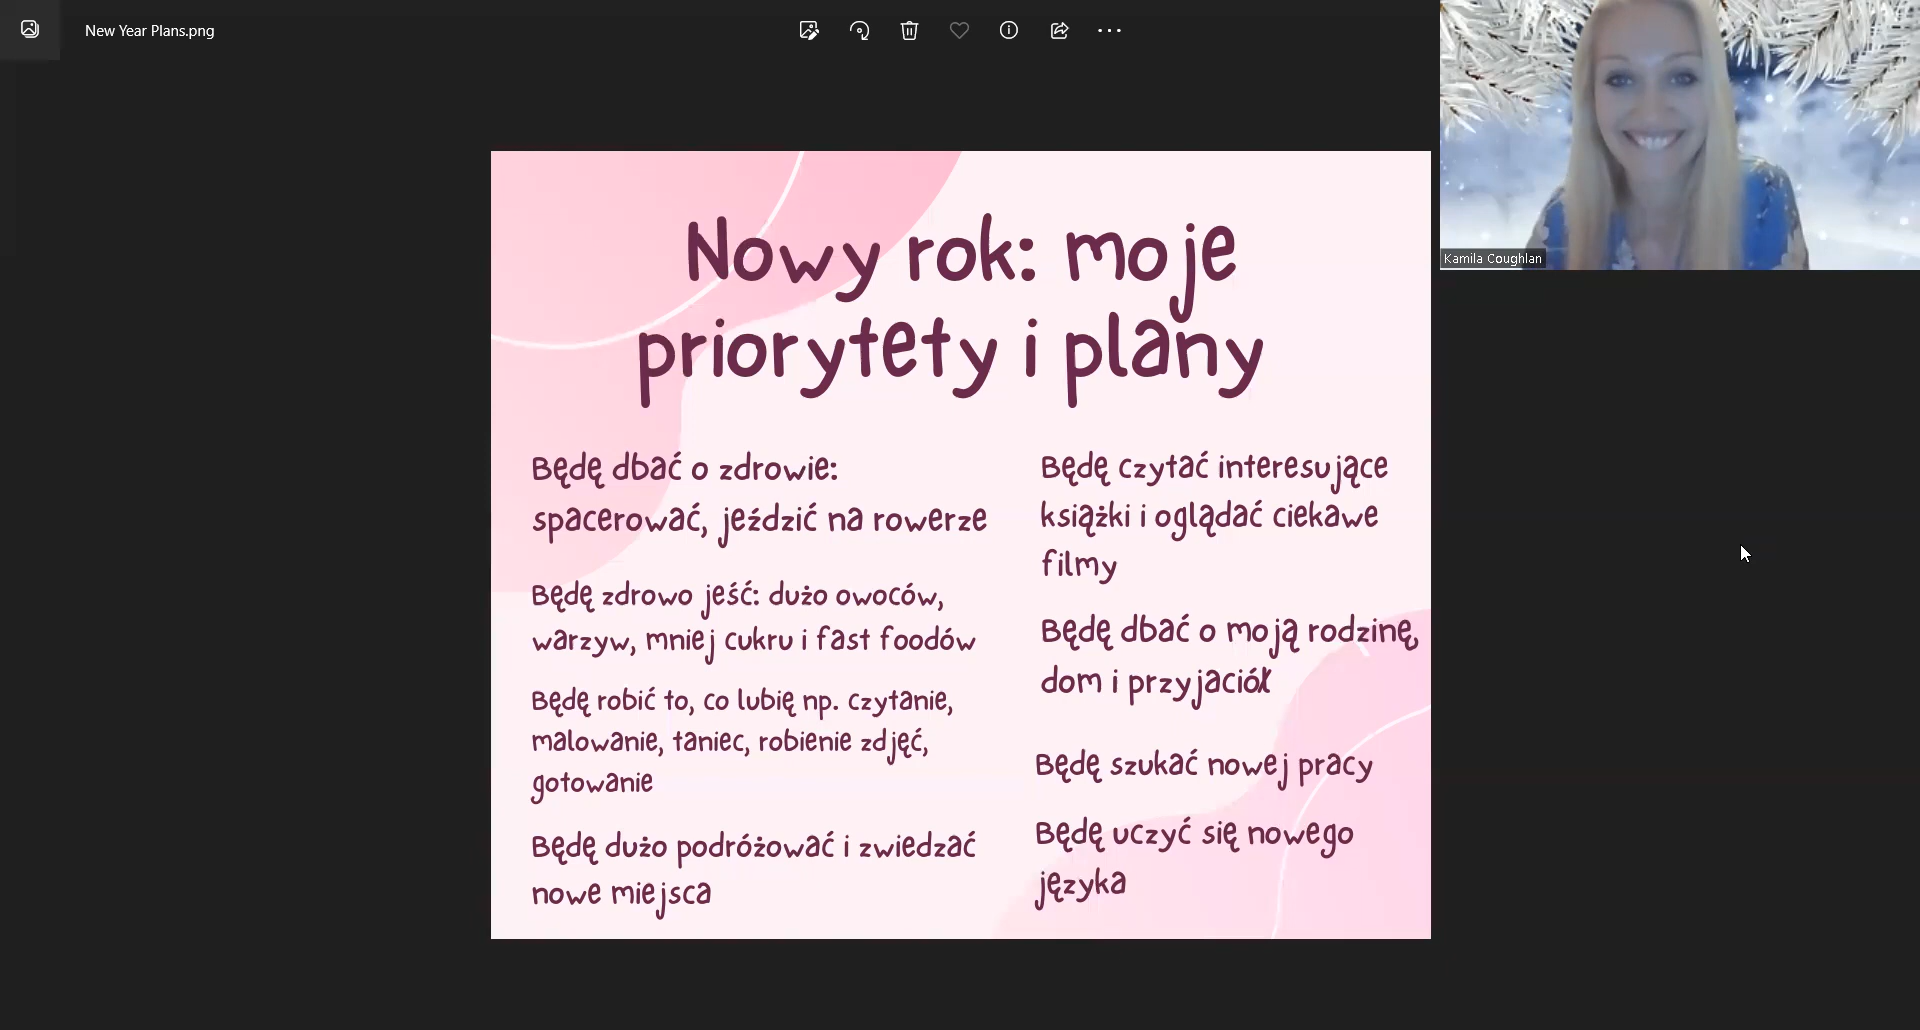 New Year Plans.png
Kamila Coughlan
Nowy rok: moje
priorytety i plany
Będę dbać o zdrowie:
spacerować, jeździć na rowerze
Będę zdrowo jeść: dużo owoców,
warzyw, mniej cukru i fast foodów
Będę robić to, co lubię np. czytanie,
malowanie, taniec, robienie zdjęć,
gotowanie
Będę dużo podróżować i zwiedzać
nowe miejsca
Będę czytać interesujące
książki i oglądać ciekawe
filmy
Będę dbać o moją rodzinę,
dom i przyjaciół
Będę szukać nowej pracy
Będę uczyć się nowego
języka